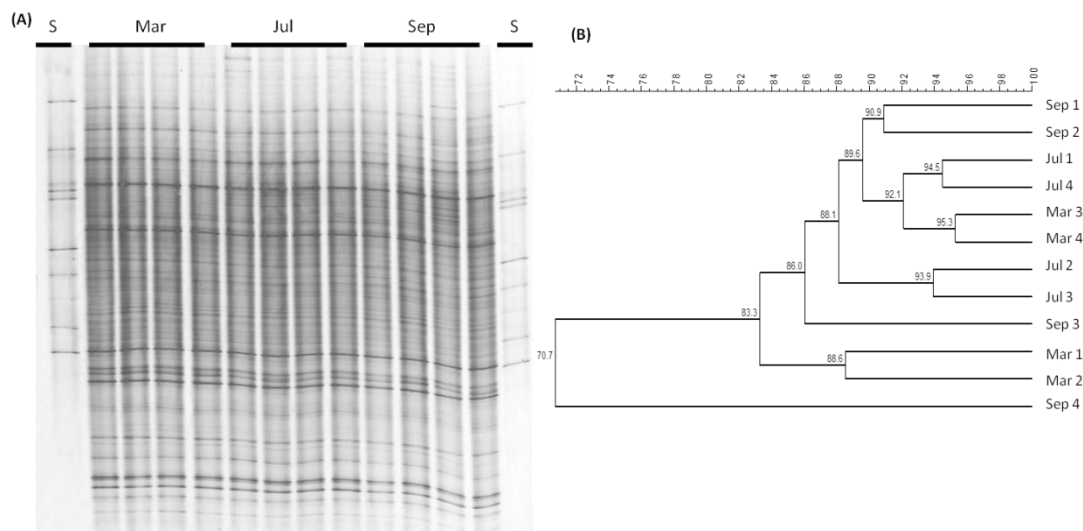 (A)
S Mar Jul Sep S
(B)
72 74 76 78 80 82 84 86 88 90 92 94 96 98 100
90.9
89.6
94.5
92.1
95.3
88.1
93.9
86.0
83.3
88.6
70.7
Sep 1
Sep 2
Jul 1
Jul 4
Mar 3
Mar 4
Jul 2
Jul 3
Sep 3
Mar 1
Mar 2
Sep 4